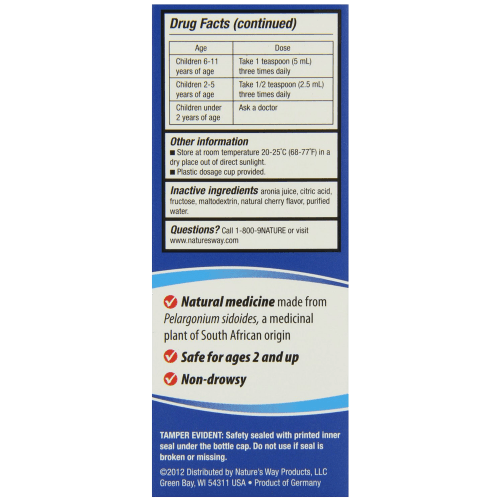 Drug Facts (continued)
Age Dose
Children 6-11 Take 1 teaspoon (5 mL)
years of age three times daily
Children 2-5 Take 1/2 teaspoon (2.5 mL)
years of age three times daily
Children under Ask a doctor
2 years of age
Other information
■ Store at room temperature 20-25˚C (68-77˚F) in a
dry place out of direct sunlight.
■ Plastic dosage cup provided.
Inactive ingredients aronia juice, citric acid,
fructose, maltodextrin, natural cherry flavor, purified
water.
Questions? Call 1-800-9NATURE or visit
www.naturesway.com
Natural medicine made from
Pelargonium sidoides, a medicinal
plant of South African origin
Safe for ages 2 and up
Non-drowsy
TAMPER EVIDENT: Safety sealed with printed inner
seal under the bottle cap. Do not use if seal is
broken or missing.
©2012 Distributed by Nature's Way Products, LLC
Green Bay, WI 54311 USA • Product of Germany